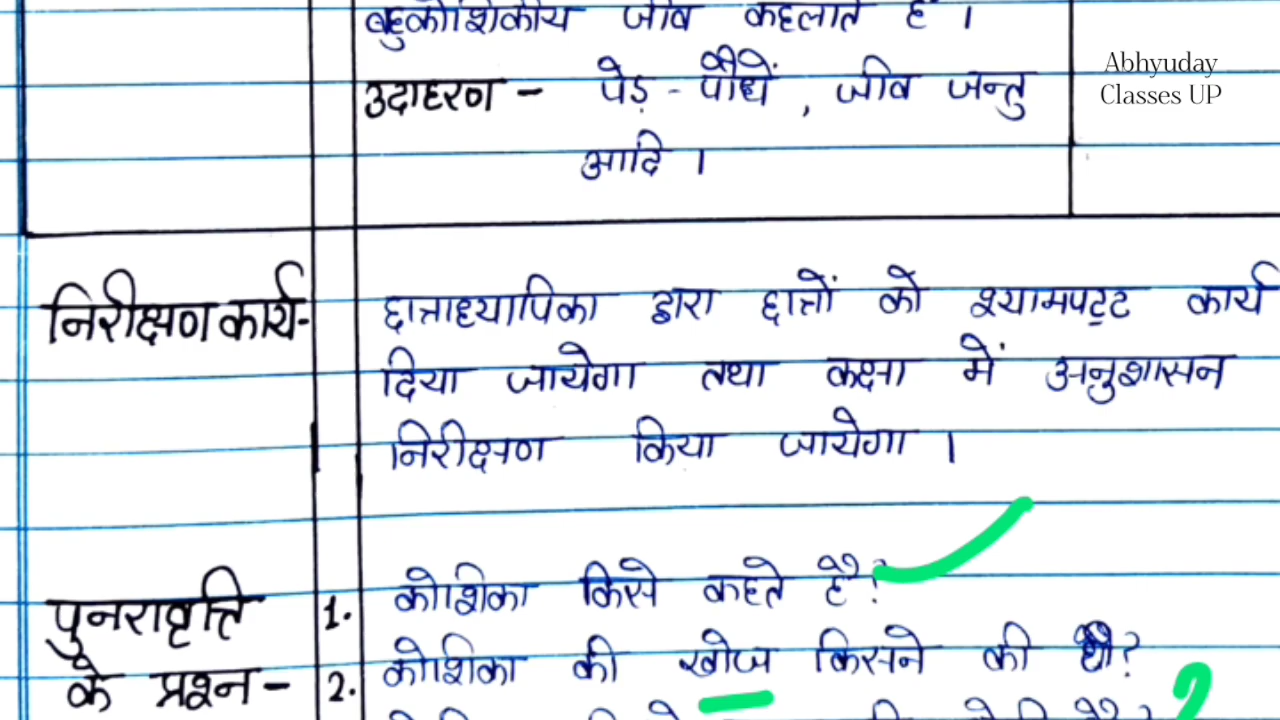 बहुकोशिकीय जीव कहलाते हैं ।
उदाहरण - पेड़ - पौधें , जीव जन्तु
आदि ।
Abhyuday
Classes UP
निरीक्षण कार्य-
छात्राध्यापिका द्वारा छात्रों को श्यामपट्ट कार्य
दिया जायेगा तथा कक्षा में अनुशासन
निरीक्षण किया जायेगा ।
पुनरावृत्ति
के प्रश्न -
1. कोशिका किसे कहते है?
2. कोशिका की खोज किसने की थी?